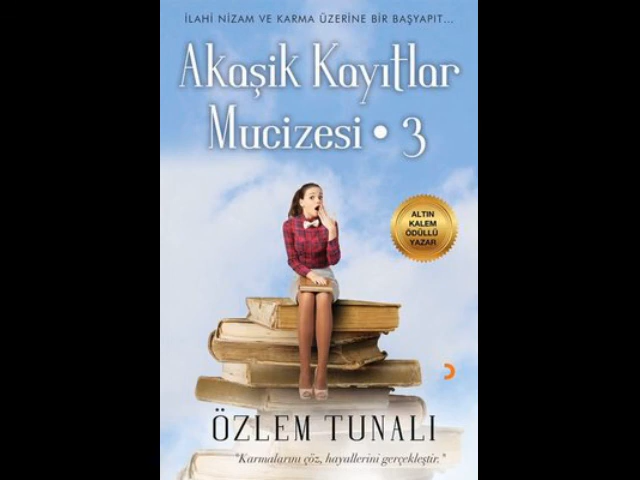 İLAHİ NİZAM VE KARMA ÜZERİNE BİR BAŞYAPIT...
Akaşik Kayıtlar
Mucizesi • 3
ALTIN
KALEM
ÖDÜLLÜ
YAZAR
ÖZLEM TUNALI
"Karmalarını çöz, hayallerini gerçekleştir."